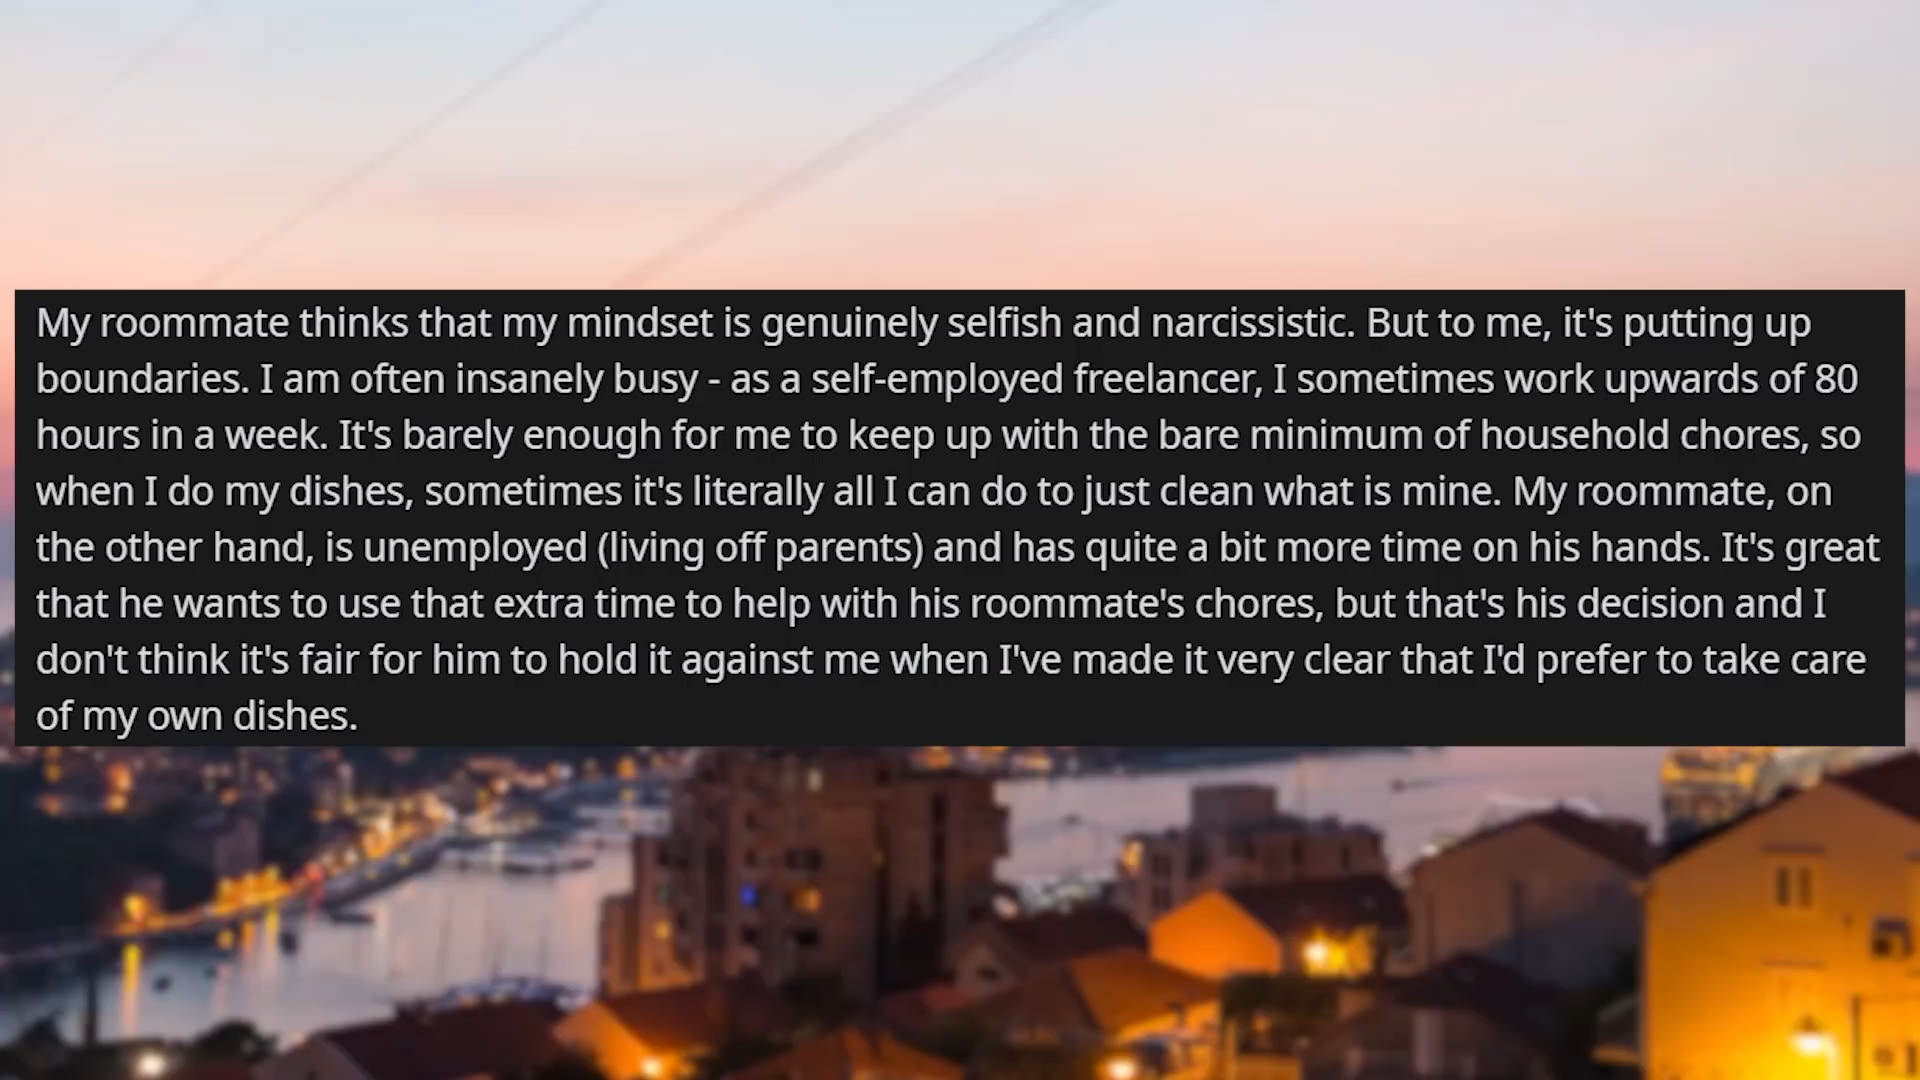 My roommate thinks that my mindset is genuinely selfish and narcissistic. But to me, it's putting up
boundaries. I am often insanely busy - as a self-employed freelancer, I sometimes work upwards of 80
hours in a week. It's barely enough for me to keep up with the bare minimum of household chores, so
when I do my dishes, sometimes it's literally all I can do to just clean what is mine. My roommate, on
the other hand, is unemployed (living off parents) and has quite a bit more time on his hands. It's great
that he wants to use that extra time to help with his roommate's chores, but that's his decision and I
don't think it's fair for him to hold it against me when I've made it very clear that I'd prefer to take care
of my own dishes.